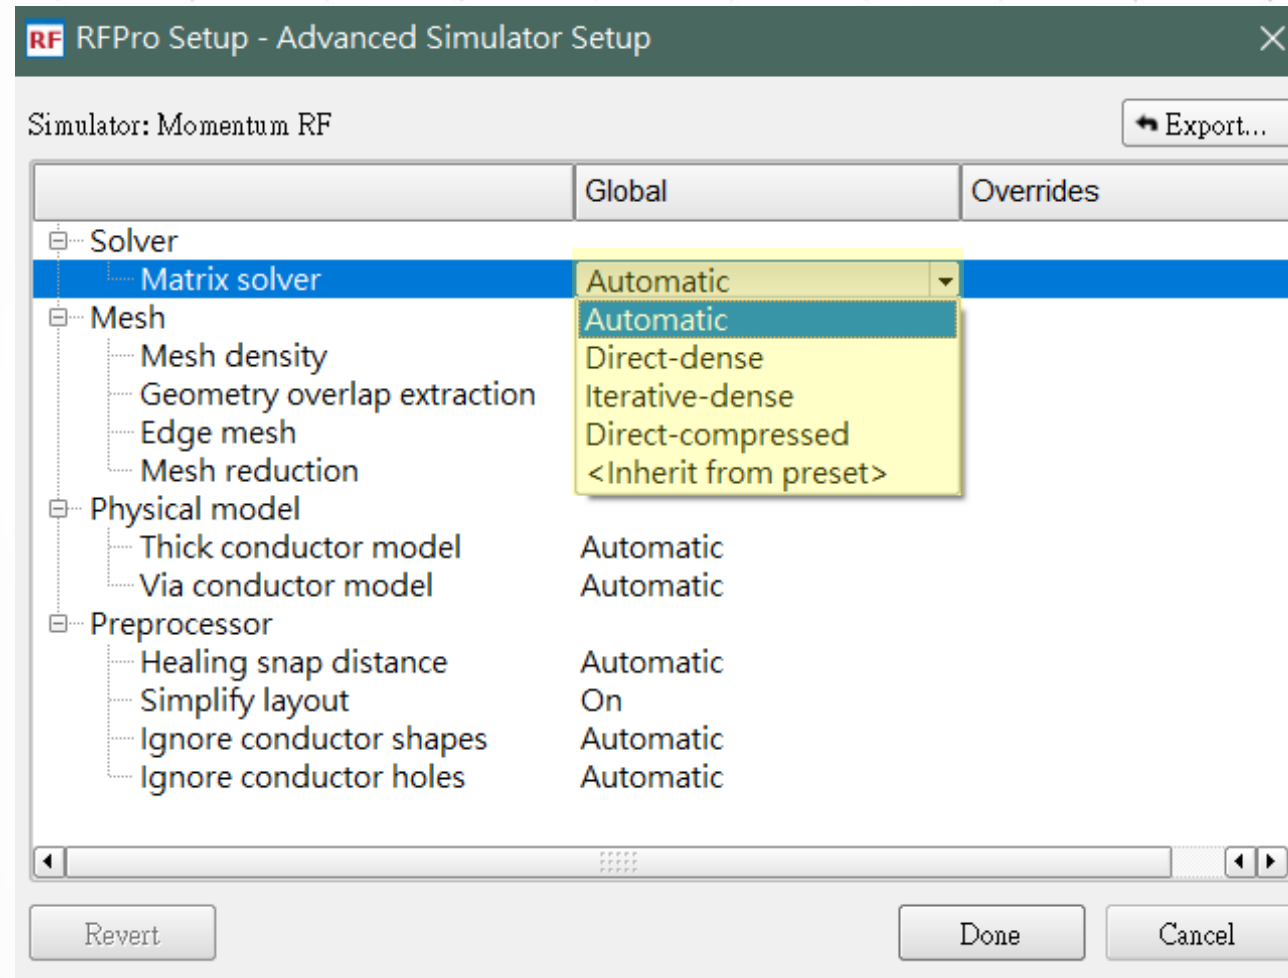 RF RFPro Setup - Advanced Simulator Setup
Simulator: Momentum RF
Export...
Global Overrides
Solver
Matrix solver Automatic
Mesh Automatic
Mesh density Direct-dense
Geometry overlap extraction Iterative-dense
Edge mesh Direct-compressed
Mesh reduction <Inherit from preset>
Physical model
Thick conductor model Automatic
Via conductor model Automatic
Preprocessor
Healing snap distance Automatic
Simplify layout On
Ignore conductor shapes Automatic
Ignore conductor holes Automatic
Revert Done Cancel